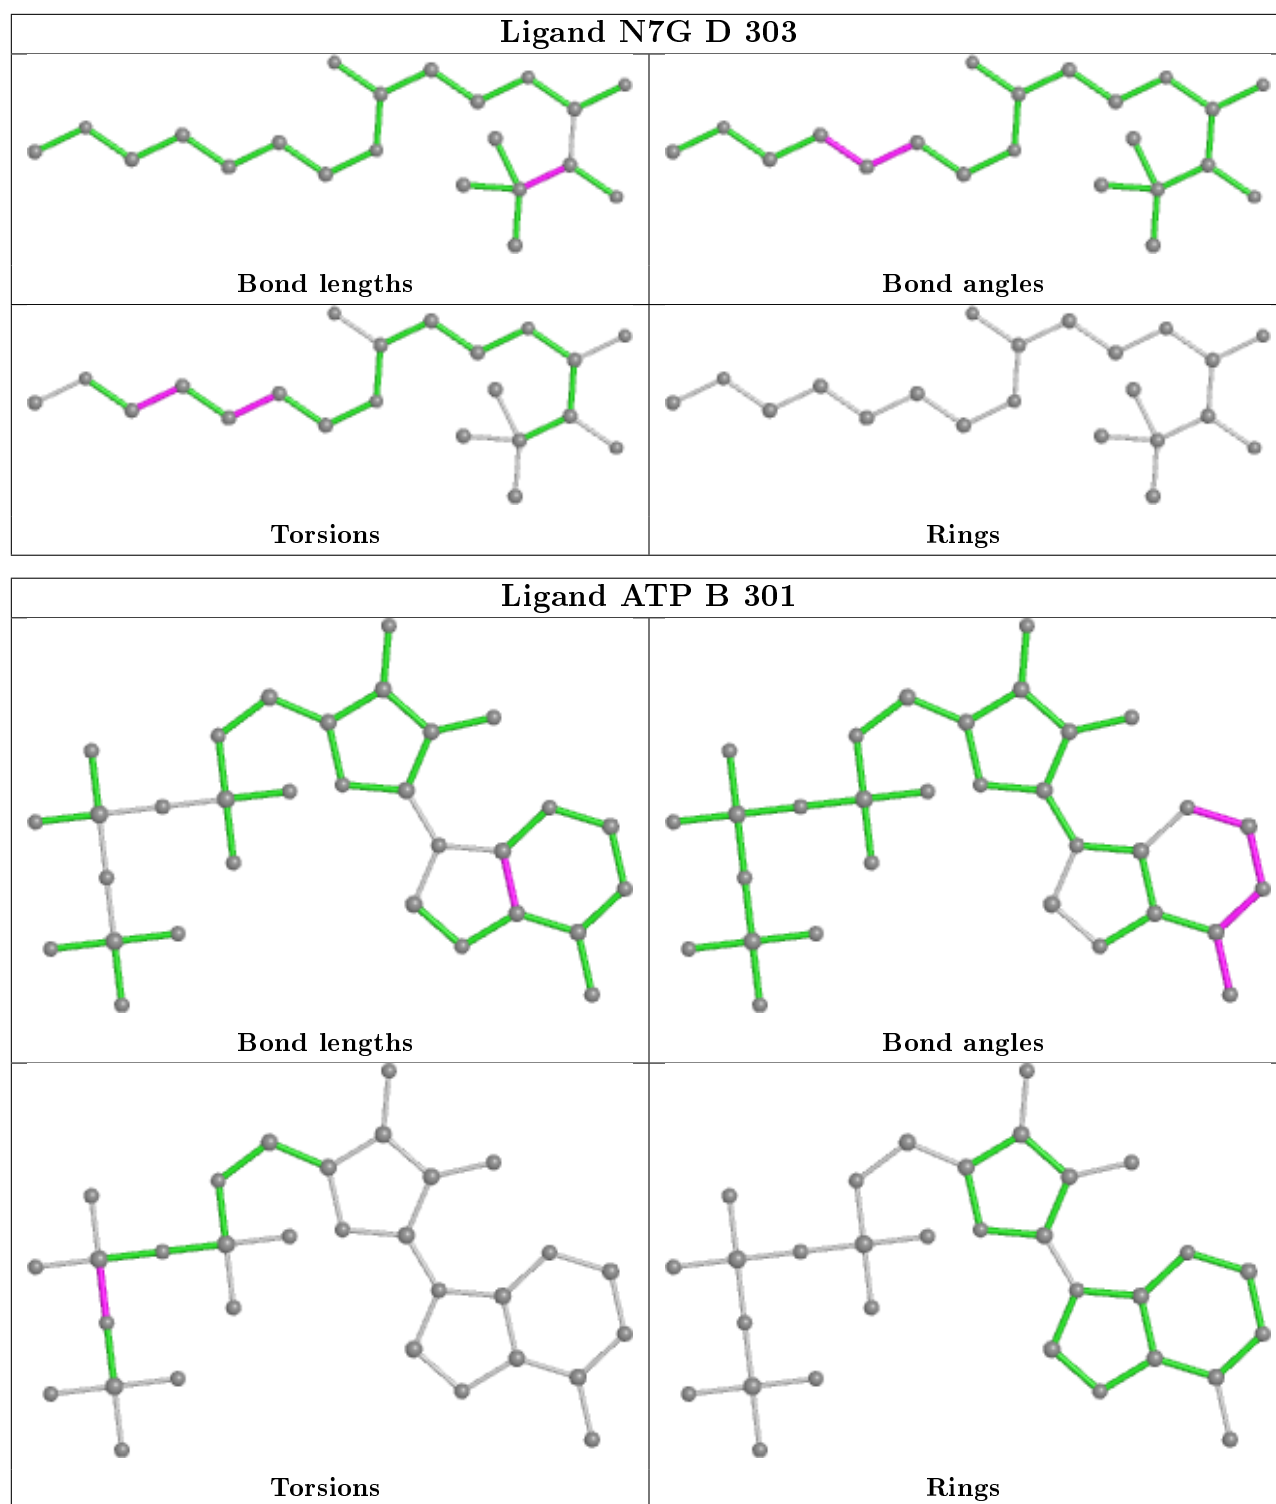 Ligand N7G D 303
Bond lengths
Bond angles
Torsions
Rings
Ligand ATP B 301
Bond lengths
Bond angles
Torsions
Rings